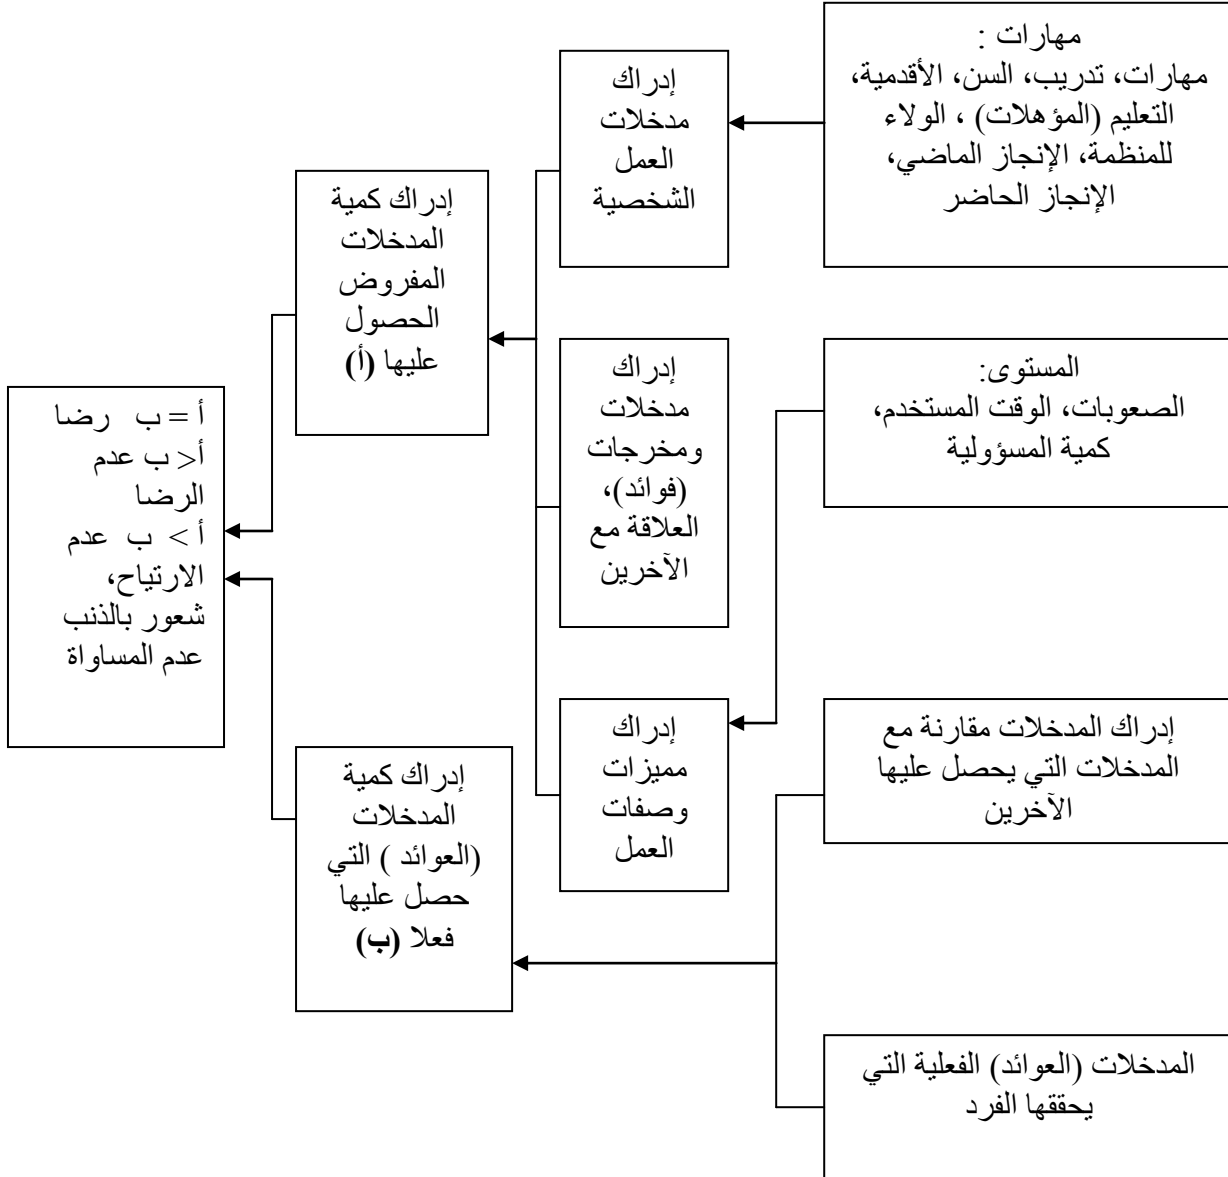 مهارات :
مهارات، تدريب، السن، الأقدمية،
التعليم (المؤهلات) ، الولاء
للمنظمة، الإنجاز الماضي،
الإنجاز الحاضر
المستوى:
الصعوبات، الوقت المستخدم،
كمية المسؤولية
إدراك المدخلات مقارنة مع
المدخلات التي يحصل عليها
الآخرين
المدخلات (العوائد) الفعلية التي
يحققها الفرد
إدراك
مدخلات
العمل
الشخصية
إدراك
مدخلات
ومخرجات
(فوائد)،
العلاقة مع
الآخرين
إدراك
مميزات
وصفات
العمل
إدراك كمية
المدخلات
المفروض
الحصول
عليها (أ)
إدراك كمية
المدخلات
(العوائد ) التي
حصل عليها
فعلا (ب)
أ = ب رضا
أ> ب عدم
الرضا
أ < ب عدم
الارتياح،
شعور بالذنب
عدم المساواة